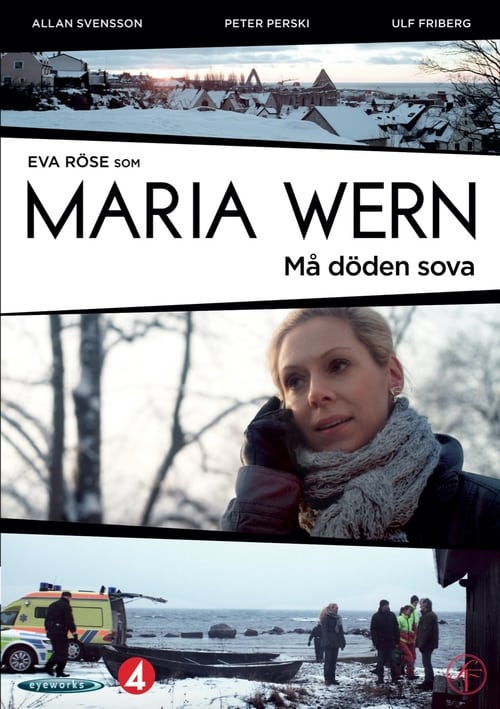 ALLAN SVENSSON PETER PERSKI ULF FRIBERG
EVA RÖSE SOM
MARIA WERN
Må döden sova
eyeworks
4